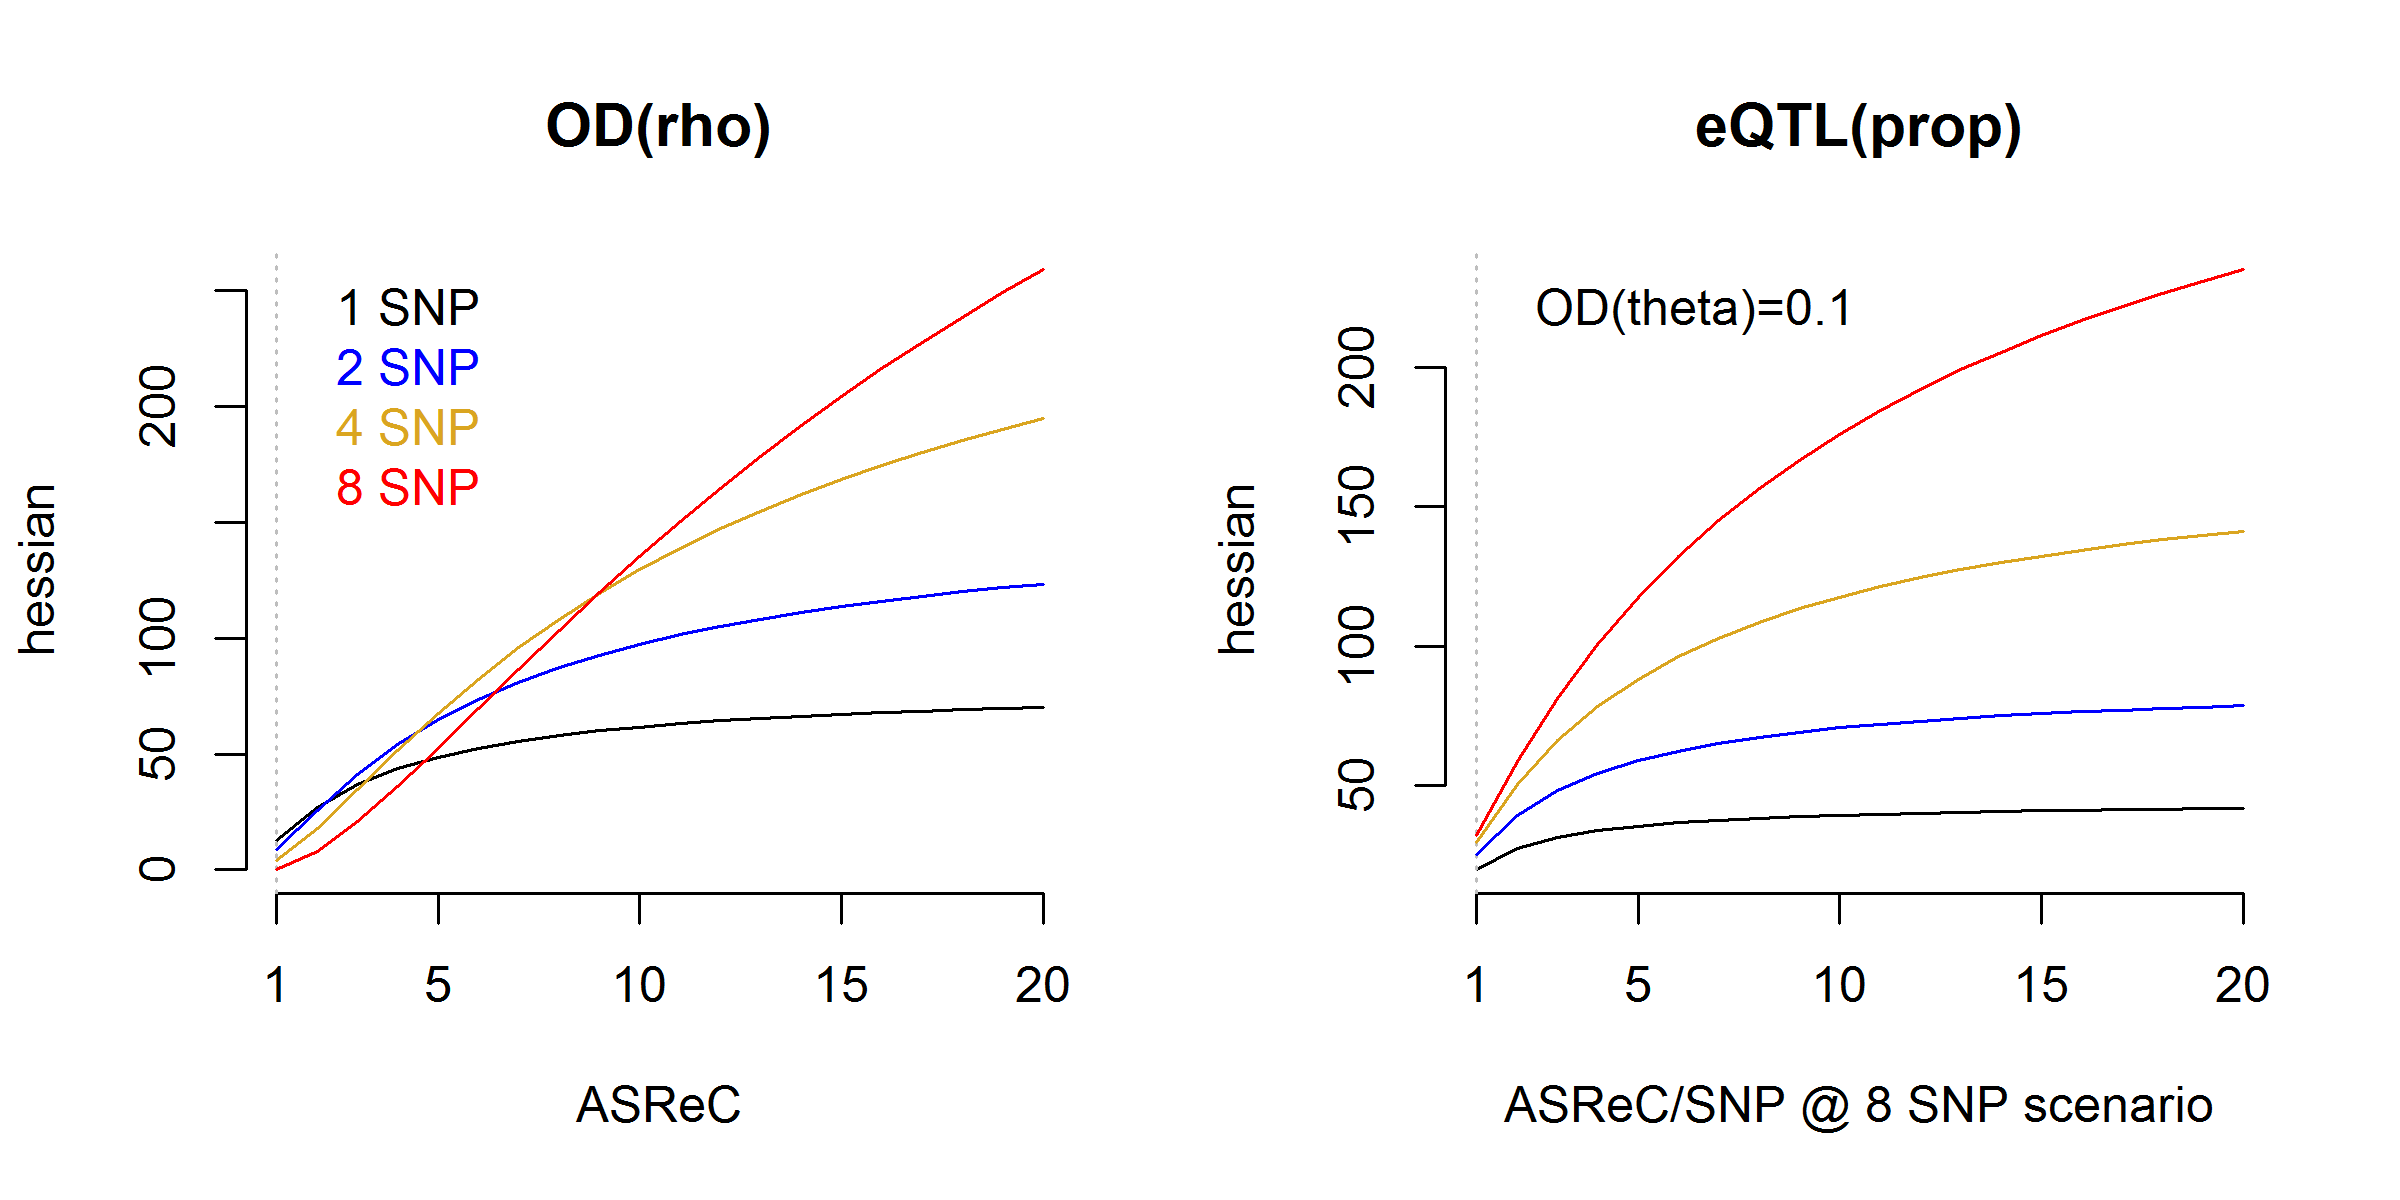 OD(rho)
hessian
0
50
100
200
1 SNP
2 SNP
4 SNP
8 SNP
1 5 10 15 20
ASReC
eQTL(prop)
hessian
50
100
150
200
OD(theta)=0.1
1 5 10 15 20
ASReC/SNP @ 8 SNP scenario